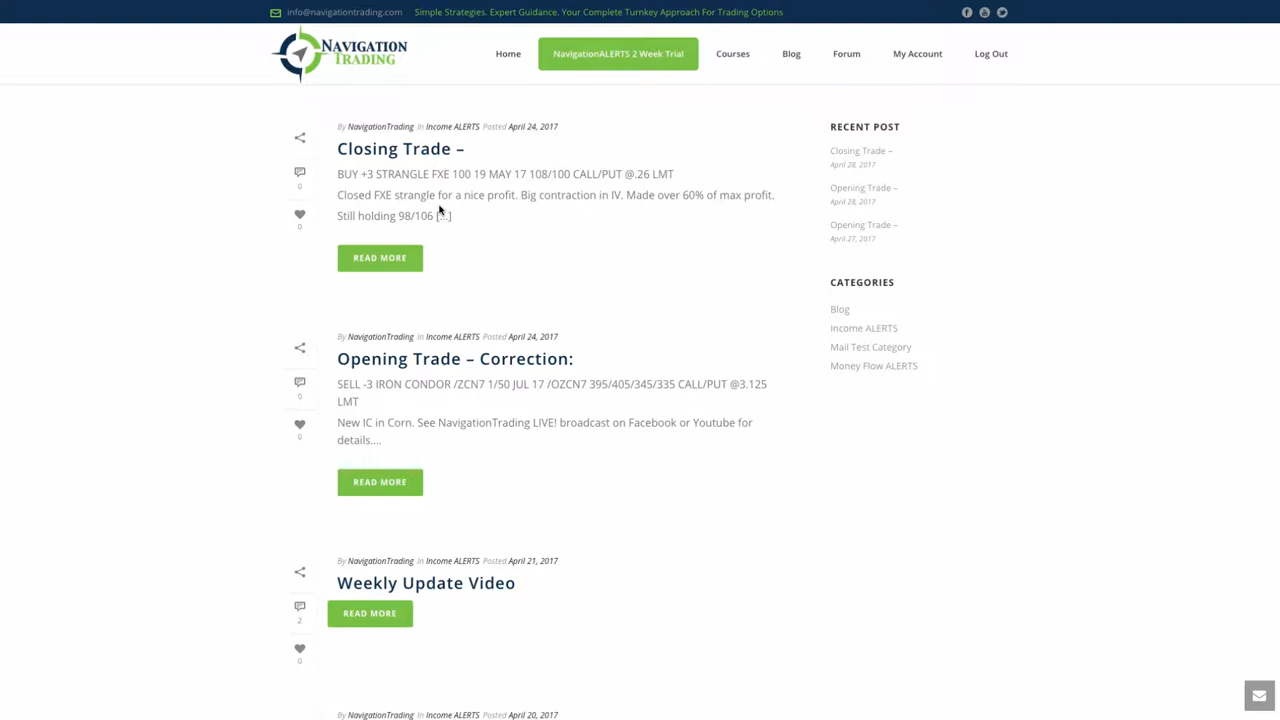 info@navigationtrading.com Simple Strategies. Expert Guidance. Your Complete Turnkey Approach For Trading Options
NAVIGATION
TRADING
Home NavigationALERTS 2 Week Trial Courses Blog Forum My Account Log Out
By NavigationTrading In Income ALERTS Posted April 24, 2017
Closing Trade –
0
BUY +3 STRANGLE FXE 100 19 MAY 17 108/100 CALL/PUT @.26 LMT
Closed FXE strangle for a nice profit. Big contraction in IV. Made over 60% of max profit.
Still holding 98/106 [...]
0
READ MORE
By NavigationTrading In Income ALERTS Posted April 24, 2017
Opening Trade – Correction:
0
SELL -3 IRON CONDOR /ZCN7 1/50 JUL 17 /OZCN7 395/405/345/335 CALL/PUT @3.125
LMT
New IC in Corn. See NavigationTrading LIVE! broadcast on Facebook or Youtube for
details....
0
READ MORE
By NavigationTrading In Income ALERTS Posted April 21, 2017
Weekly Update Video
READ MORE
2
0
By NavigationTrading In Income ALERTS Posted April 20, 2017
RECENT POST
Closing Trade –
April 28, 2017
Opening Trade –
April 28, 2017
Opening Trade –
April 27, 2017
CATEGORIES
Blog
Income ALERTS
Mail Test Category
Money Flow ALERTS